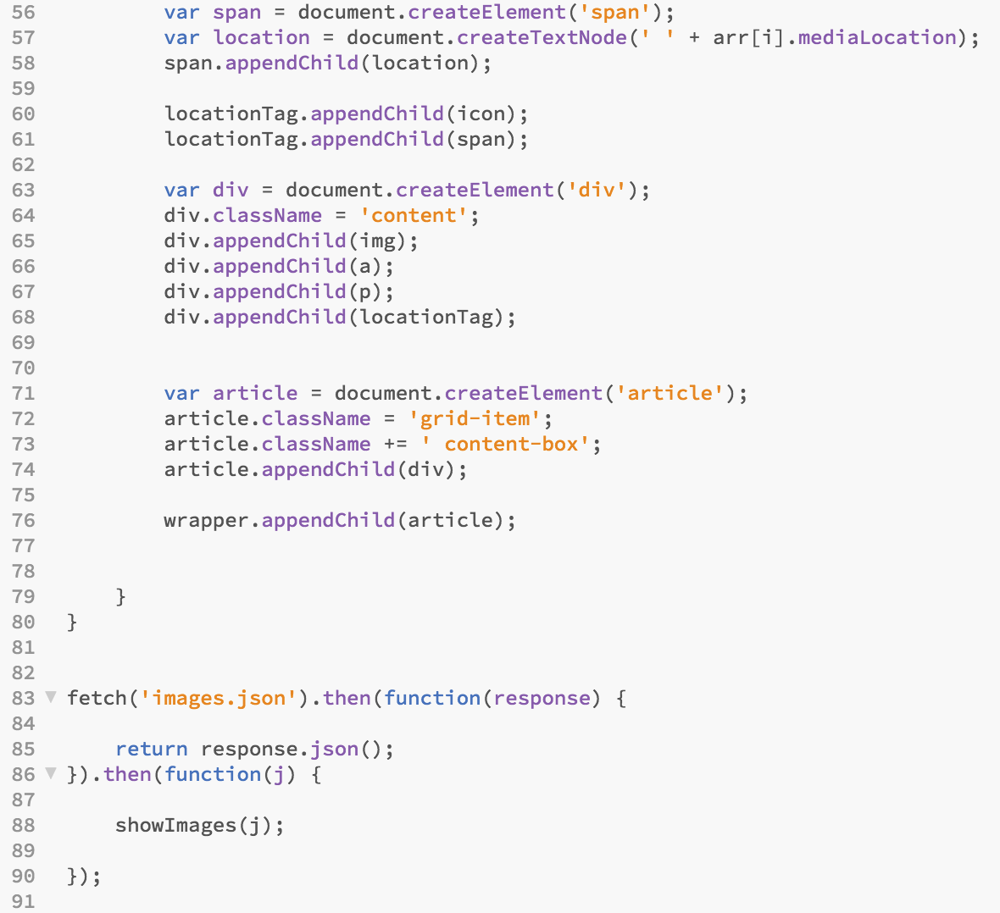 56 var span = document.createElement('span');
57 var location = document.createTextNode(' ' + arr[i].mediaLocation);
58 span.appendChild(location);
59
60 locationTag.appendChild(icon);
61 locationTag.appendChild(span);
62
63 var div = document.createElement('div');
64 div.className = 'content';
65 div.appendChild(img);
66 div.appendChild(a);
67 div.appendChild(p);
68 div.appendChild(locationTag);
69
70
71 var article = document.createElement('article');
72 article.className = 'grid-item';
73 article.className += ' content-box';
74 article.appendChild(div);
75
76 wrapper.appendChild(article);
77
78
79 }
80 }
81
82
83 fetch('images.json').then(function(response) {
84
85 return response.json();
86 }).then(function(j) {
87
88 showImages(j);
89
90 });
91